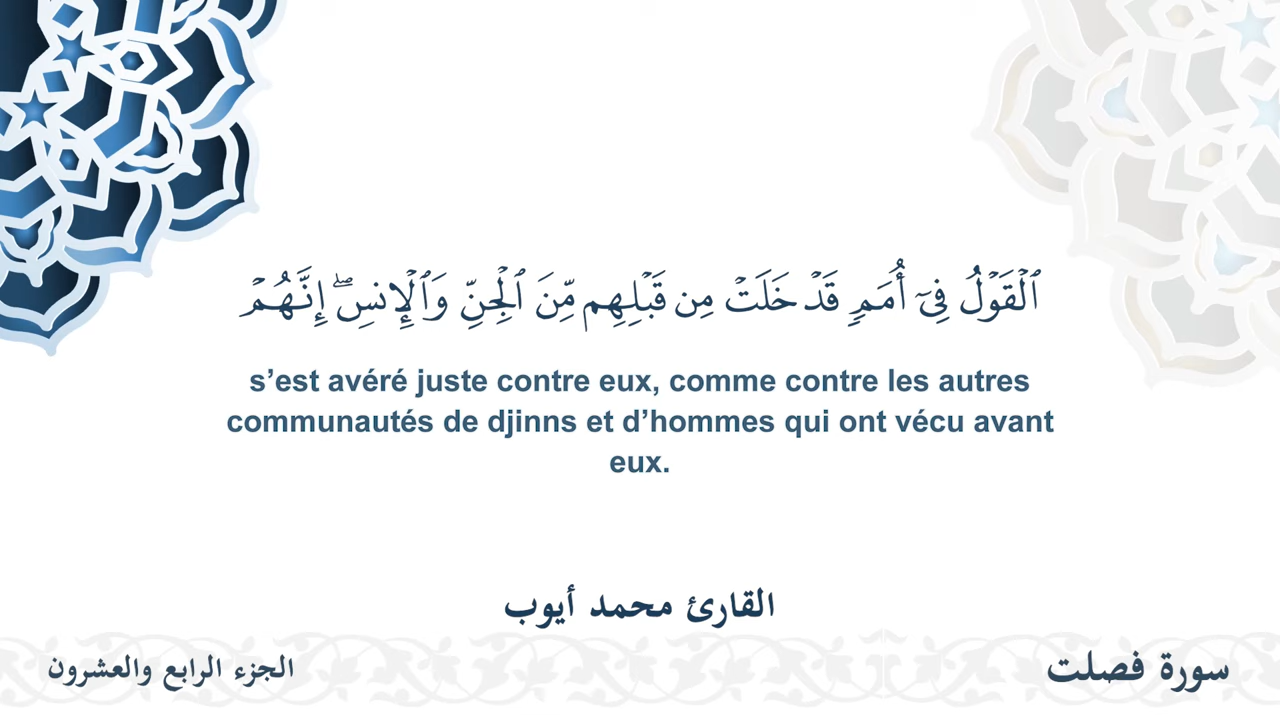 ٱلْقَوْلُ فِىٓ أُمَمٍۢ قَدْ خَلَتْ مِن قَبْلِهِم مِّنَ ٱلْجِنِّ وَٱلْإِنسِ ۖ إِنَّهُمْ
s’est avéré juste contre eux, comme contre les autres
communautés de djinns et d’hommes qui ont vécu avant
eux.
القارئ محمد أيوب
سورة فصلت
الجزء الرابع والعشرون